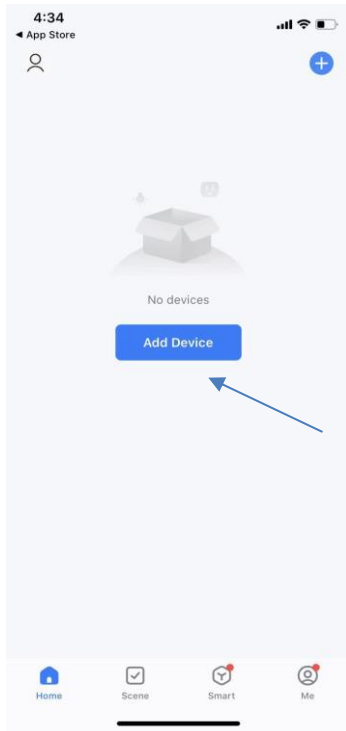 4:34
◀ App Store
No devices
Add Device
Home
Scene
Smart
Me